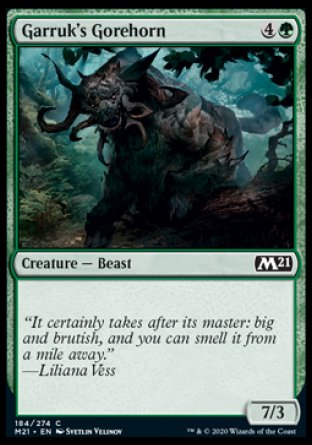 Garruk's Gorehorn 4
Creature — Beast
M21
"It certainly takes after its master: big
and brutish, and you can smell it from
a mile away."
—Liliana Vess
184/274 C
M21 • EN Svetlin Velinov
™ & © 2020 Wizards of the Coast
7/3